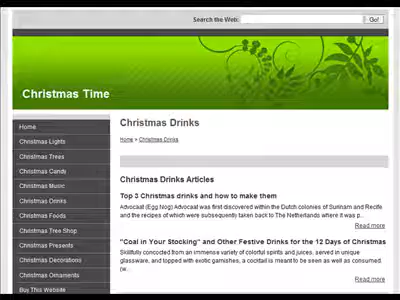 Search the Web:
Go!
Christmas Time
Home
Christmas Lights
Christmas Trees
Christmas Candy
Christmas Music
Christmas Drinks
Christmas Foods
Christmas Tree Shop
Christmas Presents
Christmas Decorations
Christmas Ornaments
Buy This Website
Christmas Drinks
Home > Christmas Drinks
Christmas Drinks Articles
Top 3 Christmas drinks and how to make them
Advocaat (Egg Nog) Advocaat was first discovered within the Dutch colonies of Surinam and Recife
and the recipes of which were subsequently taken back to The Netherlands where it was p..
Read more
"Coal in Your Stocking" and Other Festive Drinks for the 12 Days of Christmas
Skillfully concocted from an immense variety of colorful spirits and juices, served in unique
glassware, and topped with exotic garnishes, a cocktail is meant to be seen as well as consumed.
(w..
Read more